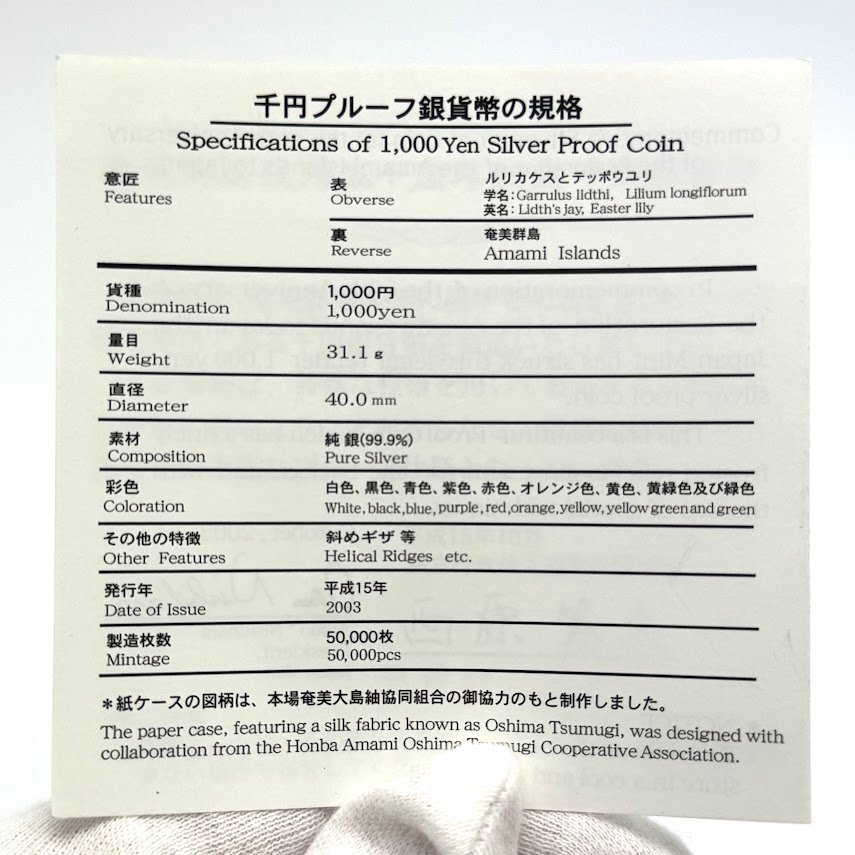 千円プルーフ銀貨幣の規格
Specifications of 1,000 Yen Silver Proof Coin
意匠
Features
表
Obverse
ルリカケスとテッポウユリ
学名:Garrulus lidthi, Lilium longiflorum
英名:Lidth's jay, Easter lily
裏
Reverse
奄美群島
Amami Islands
貨種
Denomination
1,000円
1,000yen
量目
Weight
31.1 g
直径
Diameter
40.0 mm
素材
Composition
純 銀(99.9%)
Pure Silver
彩色
Coloration
白色、黒色、青色、紫色、赤色、オレンジ色、黄色、黄緑色及び緑色
White, black, blue, purple, red, orange, yellow, yellow green and green
その他の特徴
Other Features
斜めギザ 等
Helical Ridges etc.
発行年
Date of Issue
平成15年
2003
製造枚数
Mintage
50,000枚
50,000pcs
*紙ケースの図柄は、本場奄美大島紬協同組合の御協力のもと制作しました。
The paper case, featuring a silk fabric known as Oshima Tsumugi, was designed with
collaboration from the Honba Amami Oshima Tsumugi Cooperative Association.